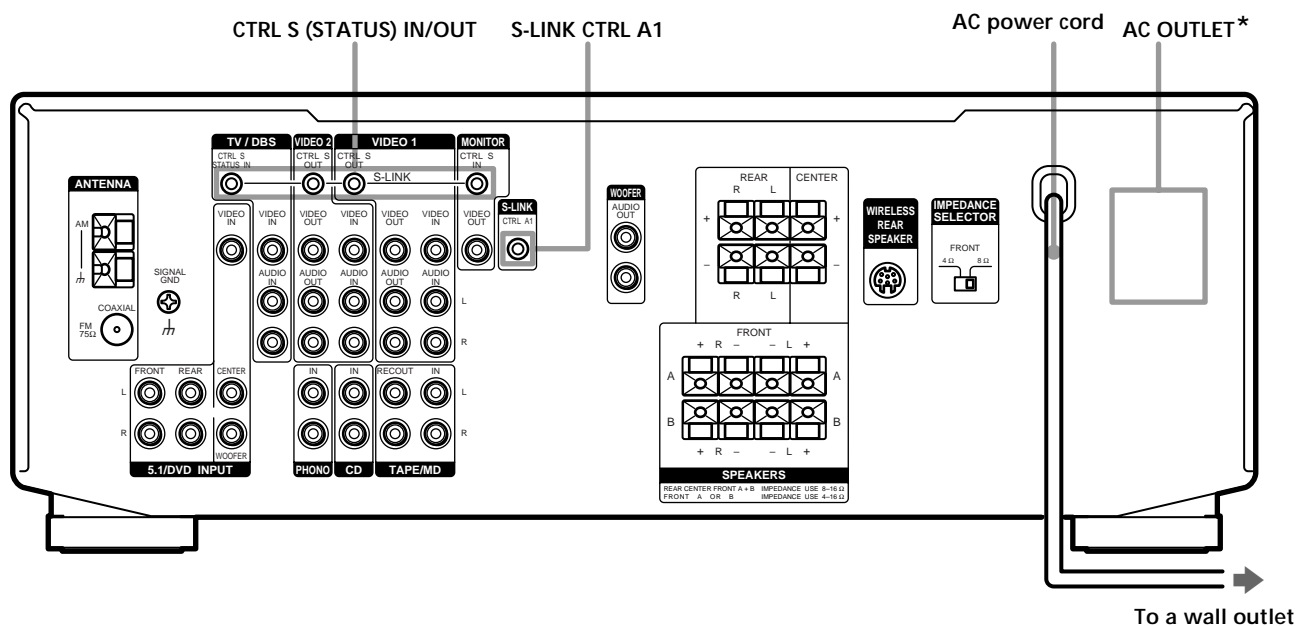 CTRL S (STATUS) IN/OUT
S-LINK CTRL A1
AC power cord
AC OUTLET*
TV / DBS
VIDEO 2
VIDEO 1
MONITOR
CTRL S
STATUS IN
CTRL S
OUT
CTRL S
OUT
CTRL S
IN
S-LINK
ANTENNA
AM
SIGNAL
GND
COAXIAL
FM
75Ω
VIDEO
IN
VIDEO
IN
VIDEO
OUT
VIDEO
IN
VIDEO
OUT
VIDEO
IN
VIDEO
OUT
S-LINK
CTRL A1
AUDIO
IN
AUDIO
OUT
AUDIO
IN
AUDIO
OUT
AUDIO
IN
L
R
FRONT
REAR
CENTER
L
R
WOOFER
5.1/DVD INPUT
IN
PHONO
IN
CD
RECOUT
IN
L
R
TAPE/MD
WOOFER
AUDIO
OUT
REAR
R L
CENTER
+ +
– –
R L
FRONT
+ R – – L +
A A
B B
+ R – – L +
SPEAKERS
REAR CENTER FRONT A + B IMPEDANCE USE 8–16 Ω
FRONT A OR B IMPEDANCE USE 4–16 Ω
WIRELESS
REAR
SPEAKER
IMPEDANCE
SELECTOR
FRONT
4 Ω 8 Ω
To a wall outlet